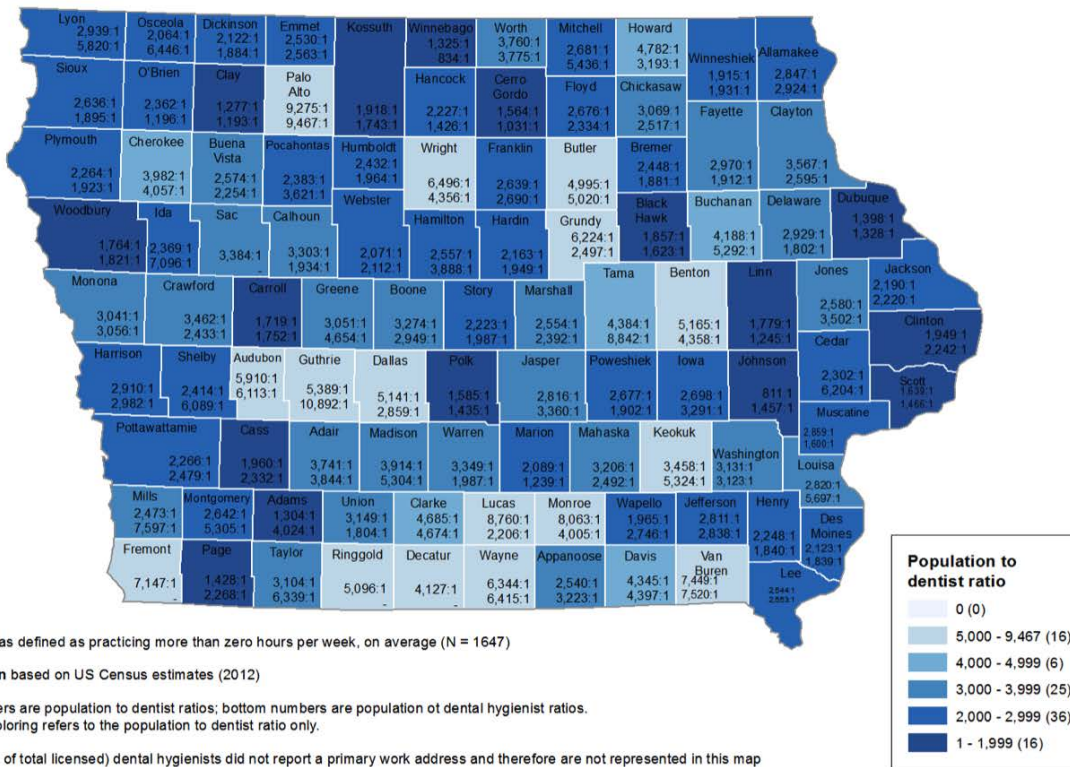 Lyon
2,939:1
5,820:1
Osceola
2,064:1
6,446:1
Dickinson
2,122:1
1,884:1
Emmet
2,530:1
2,563:1
Kossuth
1,918:1
1,743:1
Winnebago
1,325:1
834:1
Worth
3,760:1
3,775:1
Mitchell
2,681:1
5,436:1
Howard
4,782:1
3,193:1
Winneshiek
1,915:1
1,931:1
Allamakee
2,847:1
2,924:1
Sioux
2,636:1
1,895:1
O'Brien
2,362:1
1,196:1
Clay
1,277:1
1,193:1
Palo
Alto
9,275:1
9,467:1
Hancock
2,227:1
1,426:1
Cerro
Gordo
1,564:1
1,031:1
Floyd
2,676:1
2,334:1
Chickasaw
3,069:1
2,517:1
Fayette
2,970:1
1,912:1
Clayton
3,567:1
2,595:1
Plymouth
2,264:1
1,923:1
Cherokee
3,982:1
4,057:1
Buena
Vista
2,574:1
2,254:1
Pocahontas
2,383:1
3,621:1
Humboldt
2,432:1
1,964:1
Wright
6,496:1
4,356:1
Franklin
2,639:1
2,690:1
Butler
4,995:1
5,020:1
Bremer
2,448:1
1,881:1
Woodbury
1,764:1
1,821:1
Ida
2,369:1
7,096:1
Sac
3,384:1
-
Calhoun
3,303:1
1,934:1
Webster
2,071:1
2,112:1
Hamilton
2,557:1
3,888:1
Hardin
2,163:1
1,949:1
Grundy
6,224:1
2,497:1
Black
Hawk
1,857:1
1,623:1
Buchanan
4,188:1
5,292:1
Delaware
2,929:1
1,802:1
Dubuque
1,398:1
1,328:1
Monona
3,041:1
3,056:1
Crawford
3,462:1
2,433:1
Carroll
1,719:1
1,752:1
Greene
3,051:1
4,654:1
Boone
3,274:1
2,949:1
Story
2,223:1
1,987:1
Marshall
2,554:1
2,392:1
Tama
4,384:1
8,842:1
Benton
5,165:1
4,358:1
Linn
1,779:1
1,245:1
Jones
2,580:1
3,502:1
Jackson
2,190:1
2,220:1
Clinton
1,949:1
2,242:1
Harrison
2,910:1
2,982:1
Shelby
2,414:1
6,089:1
Audubon
5,910:1
6,113:1
Guthrie
5,389:1
10,892:1
Dallas
5,141:1
2,859:1
Polk
1,585:1
1,435:1
Jasper
2,816:1
3,360:1
Poweshiek
2,677:1
1,902:1
Iowa
2,698:1
3,291:1
Johnson
811:1
1,457:1
Cedar
2,302:1
6,204:1
Scott
Muscatine
2,859:1
1,600:1
Pottawattamie
2,266:1
2,479:1
Cass
1,960:1
2,332:1
Adair
3,741:1
3,844:1
Madison
3,914:1
5,304:1
Warren
3,349:1
1,987:1
Marion
2,089:1
1,239:1
Mahaska
3,206:1
2,492:1
Keokuk
3,458:1
5,324:1
Washington
3,131:1
3,123:1
Louisa
2,820:1
5,697:1
Mills
2,473:1
7,597:1
Montgomery
2,642:1
5,305:1
Adams
1,304:1
4,024:1
Union
3,149:1
1,804:1
Clarke
4,685:1
4,674:1
Lucas
8,760:1
2,206:1
Monroe
8,063:1
4,005:1
Wapello
1,965:1
2,746:1
Jefferson
2,811:1
2,838:1
Henry
2,248:1
1,840:1
Des
Moines
2,123:1
1,839:1
Fremont
7,147:1
-
Page
1,428:1
2,268:1
Taylor
3,104:1
6,339:1
Ringgold
5,096:1
-
Decatur
4,127:1
-
Wayne
6,344:1
6,415:1
Appanoose
2,540:1
3,223:1
Davis
4,345:1
4,397:1
Van
Buren
7,449:1
7,520:1
Lee
Population to
dentist ratio
0 (0)
5,000 - 9,467 (16)
4,000 - 4,999 (6)
3,000 - 3,999 (25)
2,000 - 2,999 (36)
1 - 1,999 (16)
as defined as practicing more than zero hours per week, on average (N = 1647)
n based on US Census estimates (2012)
ers are population to dentist ratios; bottom numbers are population ot dental hygienist ratios.
oloring refers to the population to dentist ratio only.
of total licensed) dental hygienists did not report a primary work address and therefore are not represented in this map